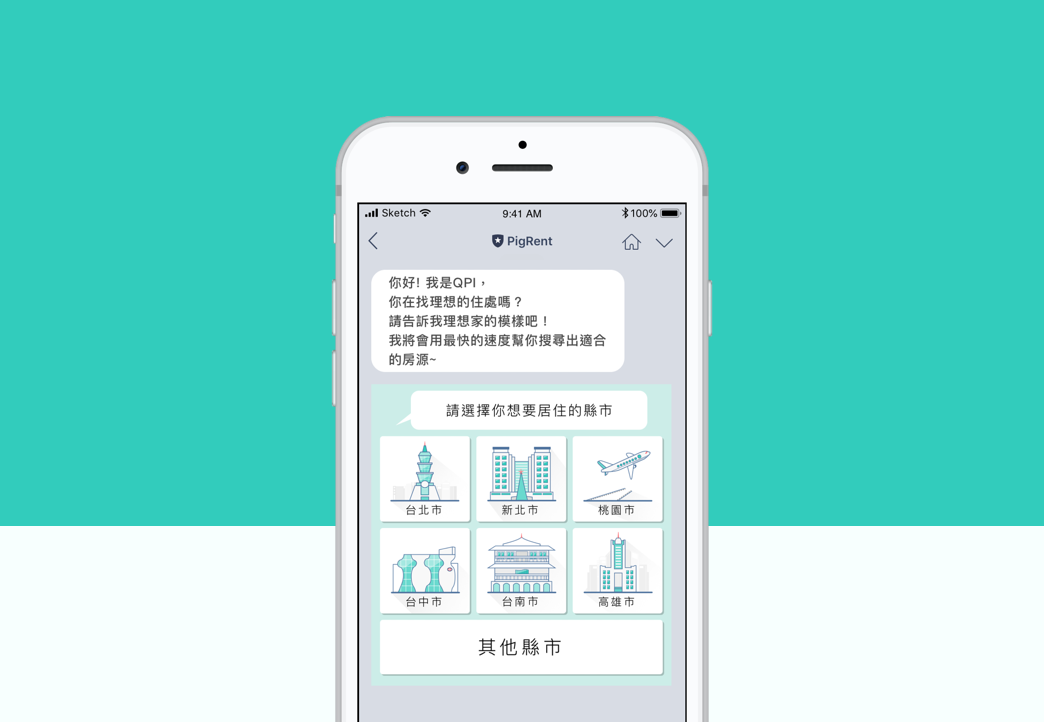 Sketch 9:41 AM 100%
PigRent
你好! 我是QPI，
你在找理想的住處嗎？
請告訴我理想家的模樣吧！
我將會用最快的速度幫你搜尋出適合
的房源~
請選擇你想要居住的縣市
台北市 新北市 桃園市
台中市 台南市 高雄市
其他縣市